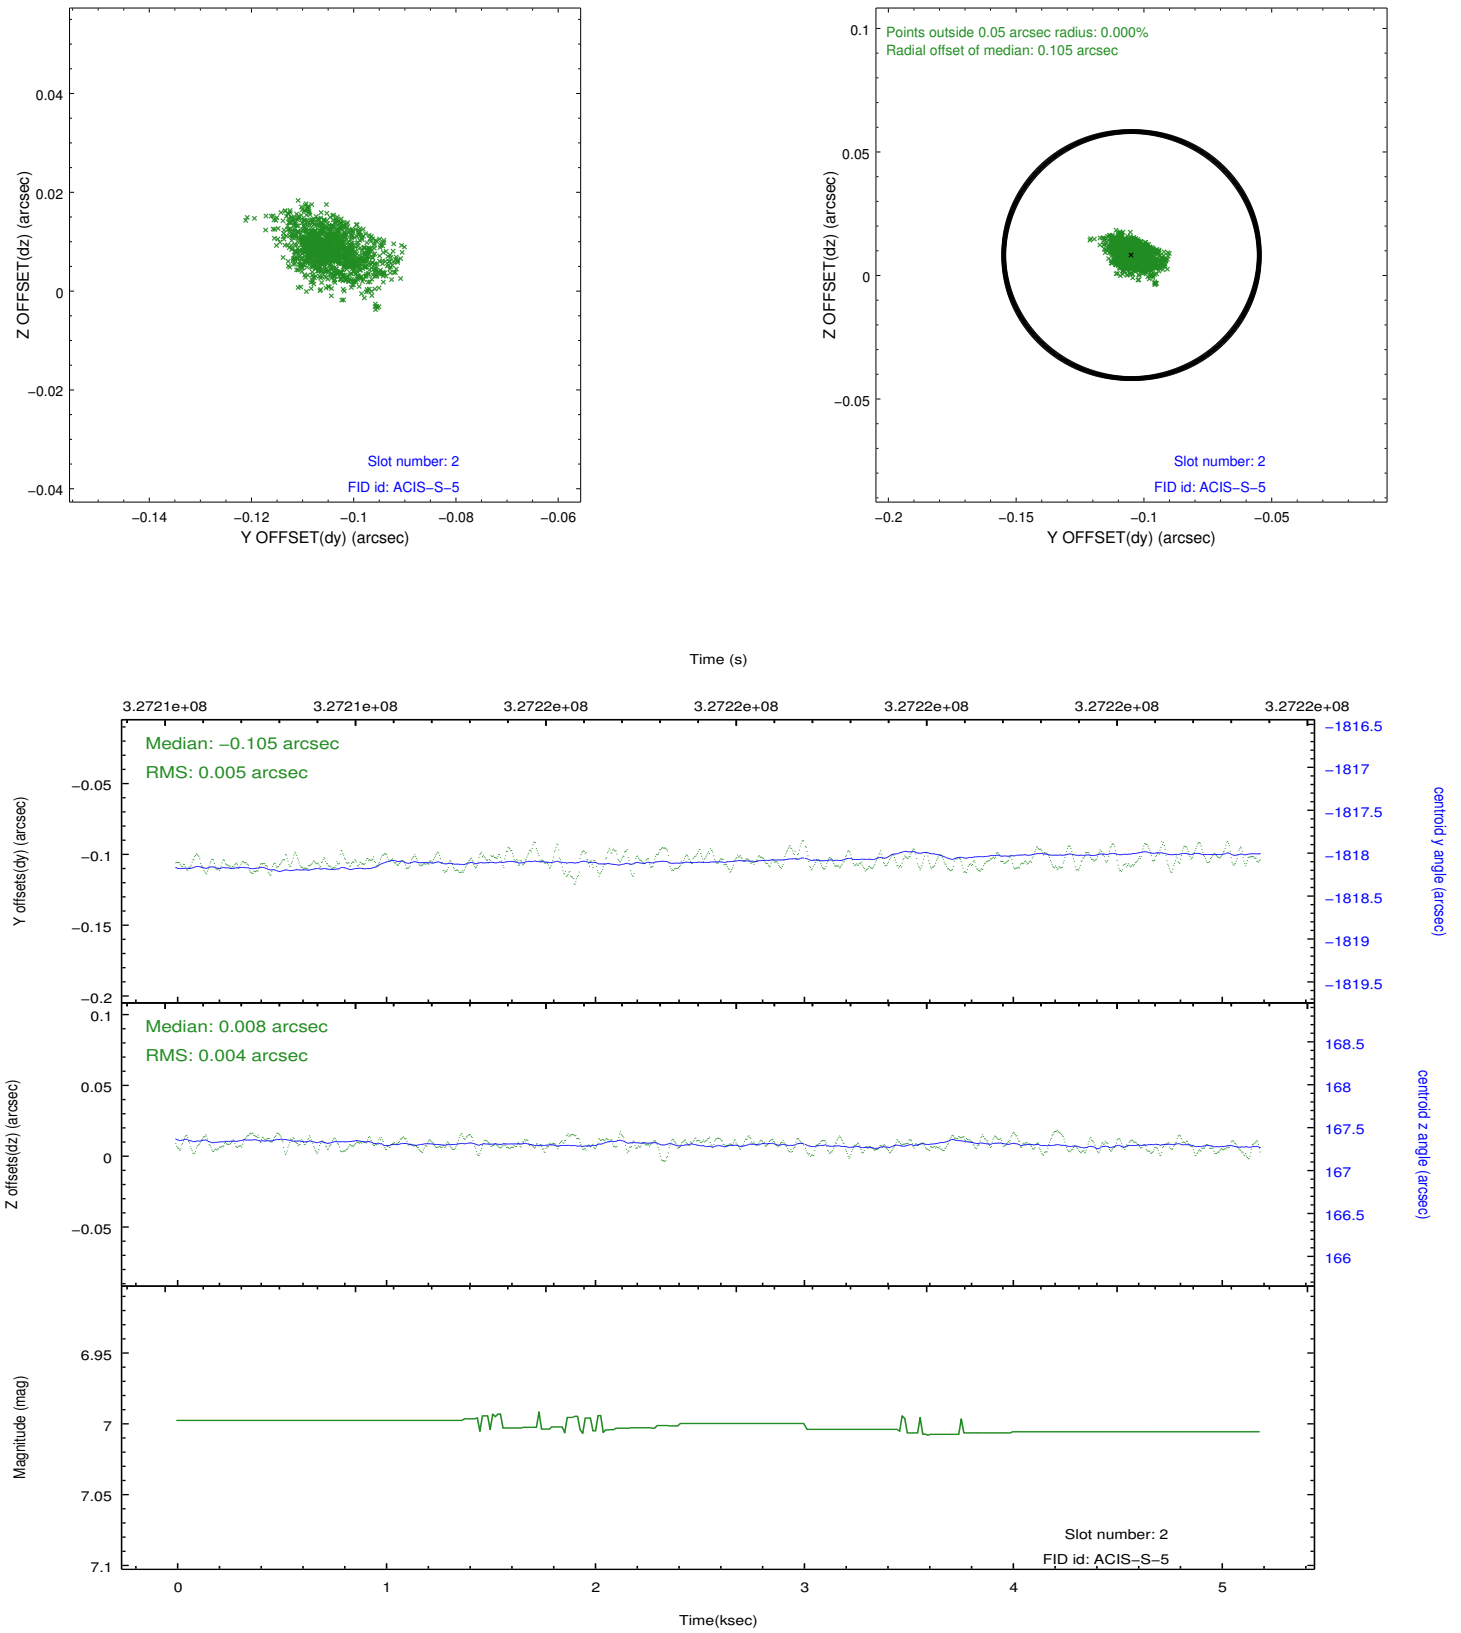 0.04
0.02
0
−0.02
−0.04
Z OFFSET(dz) (arcsec)
Slot number: 2
FID id: ACIS−S−5
−0.14 −0.12 −0.1 −0.08 −0.06
Y OFFSET(dy) (arcsec)
Points outside 0.05 arcsec radius: 0.000%
Radial offset of median: 0.105 arcsec
0.1
0.05
0
−0.05
Z OFFSET(dz) (arcsec)
Slot number: 2
FID id: ACIS−S−5
−0.2 −0.15 −0.1 −0.05
Y OFFSET(dy) (arcsec)
Time (s)
3.2721e+08 3.2721e+08 3.2722e+08 3.2722e+08 3.2722e+08 3.2722e+08 3.2722e+08
Median: −0.105 arcsec
RMS: 0.005 arcsec
−0.05
−0.1
−0.15
−0.2
Y offsets(dy) (arcsec)
−1816.5
−1817
−1817.5
−1818
−1818.5
−1819
−1819.5
centroid y angle (arcsec)
Median: 0.008 arcsec
RMS: 0.004 arcsec
0.1
0.05
0
−0.05
Z offsets(dz) (arcsec)
168.5
168
167.5
167
166.5
166
centroid z angle (arcsec)
6.95
7
7.05
7.1
Magnitude (mag)
Slot number: 2
FID id: ACIS−S−5
0 1 2 3 4 5
Time(ksec)